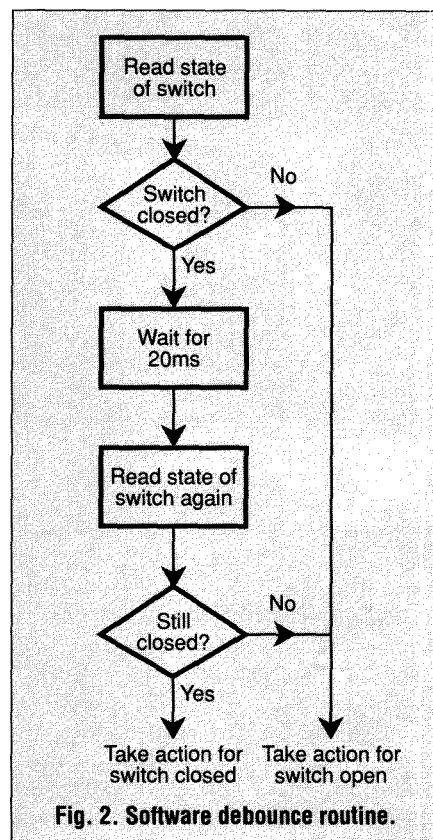 Read state
of switch
Switch
closed?
No
Yes
Wait for
20ms
Read state of
switch again
Still
closed?
No
Yes
Take action for
switch closed
Take action for
switch open
Fig. 2. Software debounce routine.